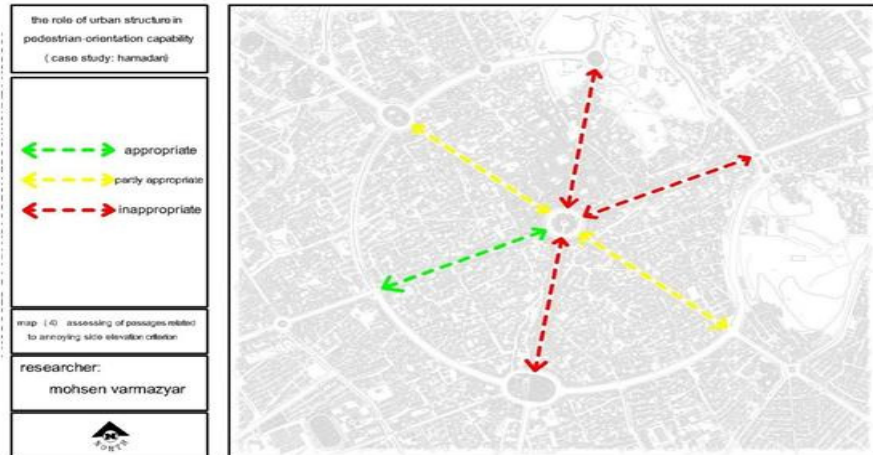 the role of urban structure in
pedestrian-orientation capability
( case study: hamadan)
appropriate
partly appropriate
inappropriate
map (4) assessing of passages related
to annoying side elevation criterion
researcher:
mohsen varmazyar
NORTH